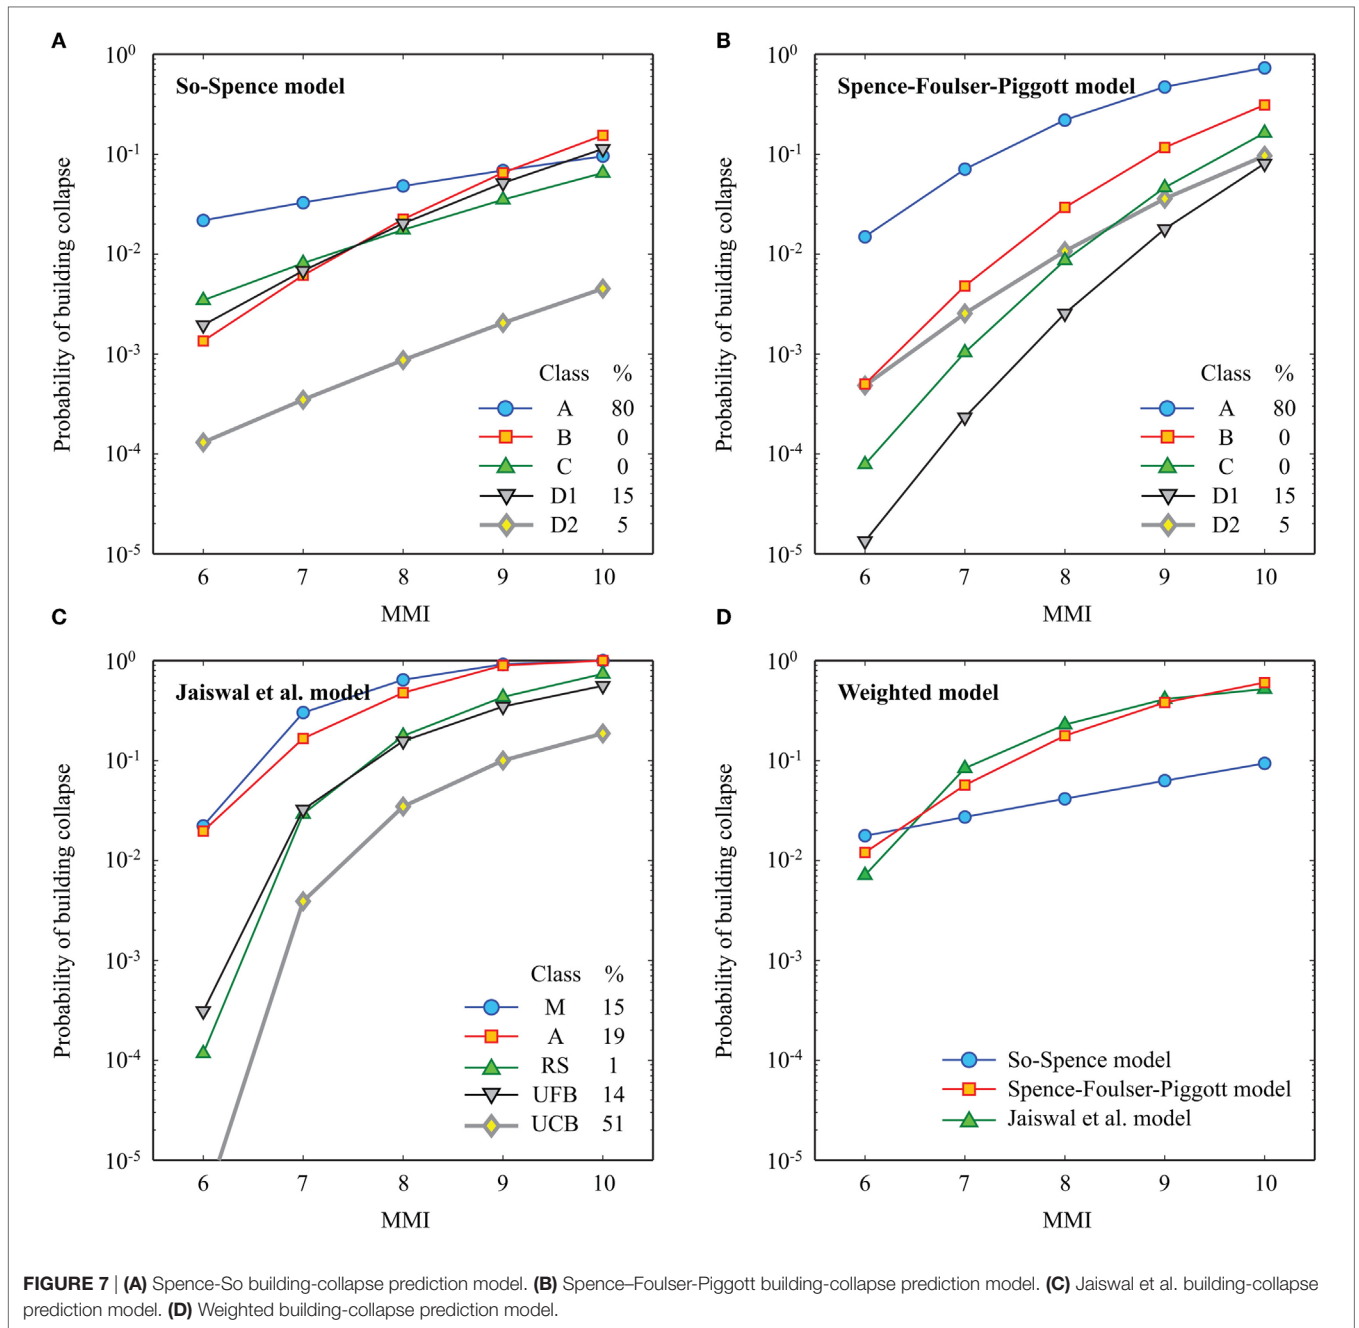 A
So-Spence model
10⁰
10⁻¹
10⁻²
10⁻³
10⁻⁴
10⁻⁵
Probability of building collapse
Class %
A 80
B 0
C 0
D1 15
D2 5
6 7 8 9 10
MMI
B
Spence-Foulser-Piggott model
10⁰
10⁻¹
10⁻²
10⁻³
10⁻⁴
10⁻⁵
Probability of building collapse
Class %
A 80
B 0
C 0
D1 15
D2 5
6 7 8 9 10
MMI
C
Jaiswal et al. model
10⁰
10⁻¹
10⁻²
10⁻³
10⁻⁴
10⁻⁵
Probability of building collapse
Class %
M 15
A 19
RS 1
UFB 14
UCB 51
6 7 8 9 10
MMI
D
Weighted model
10⁰
10⁻¹
10⁻²
10⁻³
10⁻⁴
10⁻⁵
Probability of building collapse
So-Spence model
Spence-Foulser-Piggott model
Jaiswal et al. model
6 7 8 9 10
MMI
FIGURE 7 | (A) Spence-So building-collapse prediction model. (B) Spence–Foulser-Piggott building-collapse prediction model. (C) Jaiswal et al. building-collapse
prediction model. (D) Weighted building-collapse prediction model.